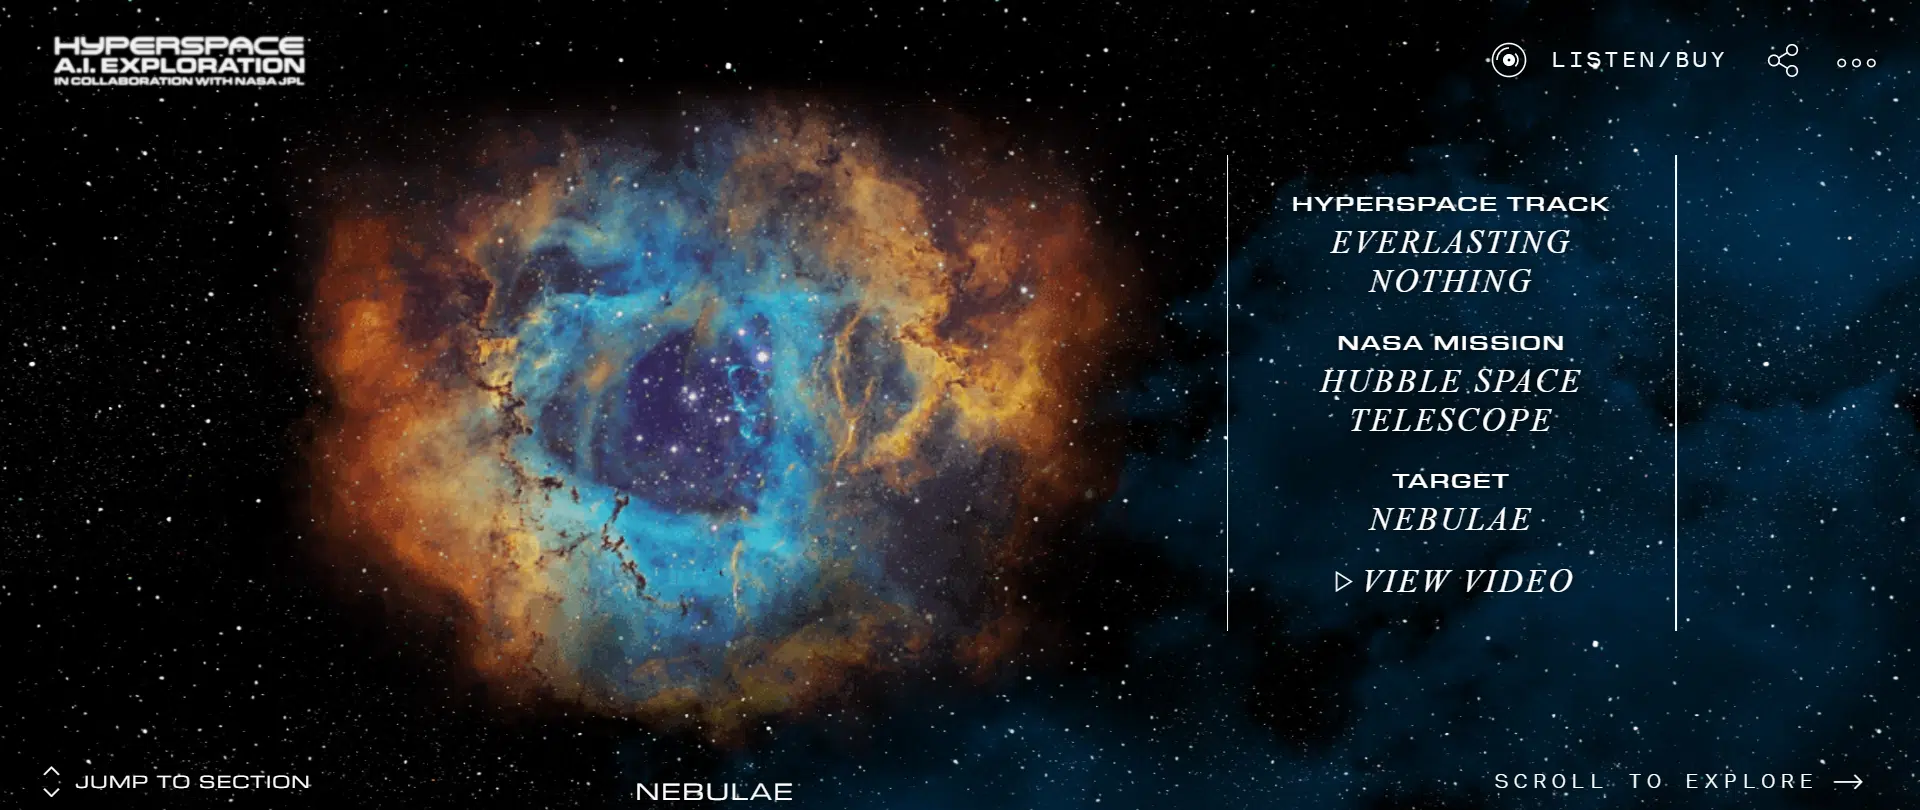 HYPERSPACE
A.I. EXPLORATION
IN COLLABORATION WITH NASA JPL
LISTEN/BUY
HYPERSPACE TRACK
EVERLASTING
NOTHING
NASA MISSION
HUBBLE SPACE
TELESCOPE
TARGET
NEBULAE
VIEW VIDEO
JUMP TO SECTION
NEBULAE
SCROLL TO EXPLORE